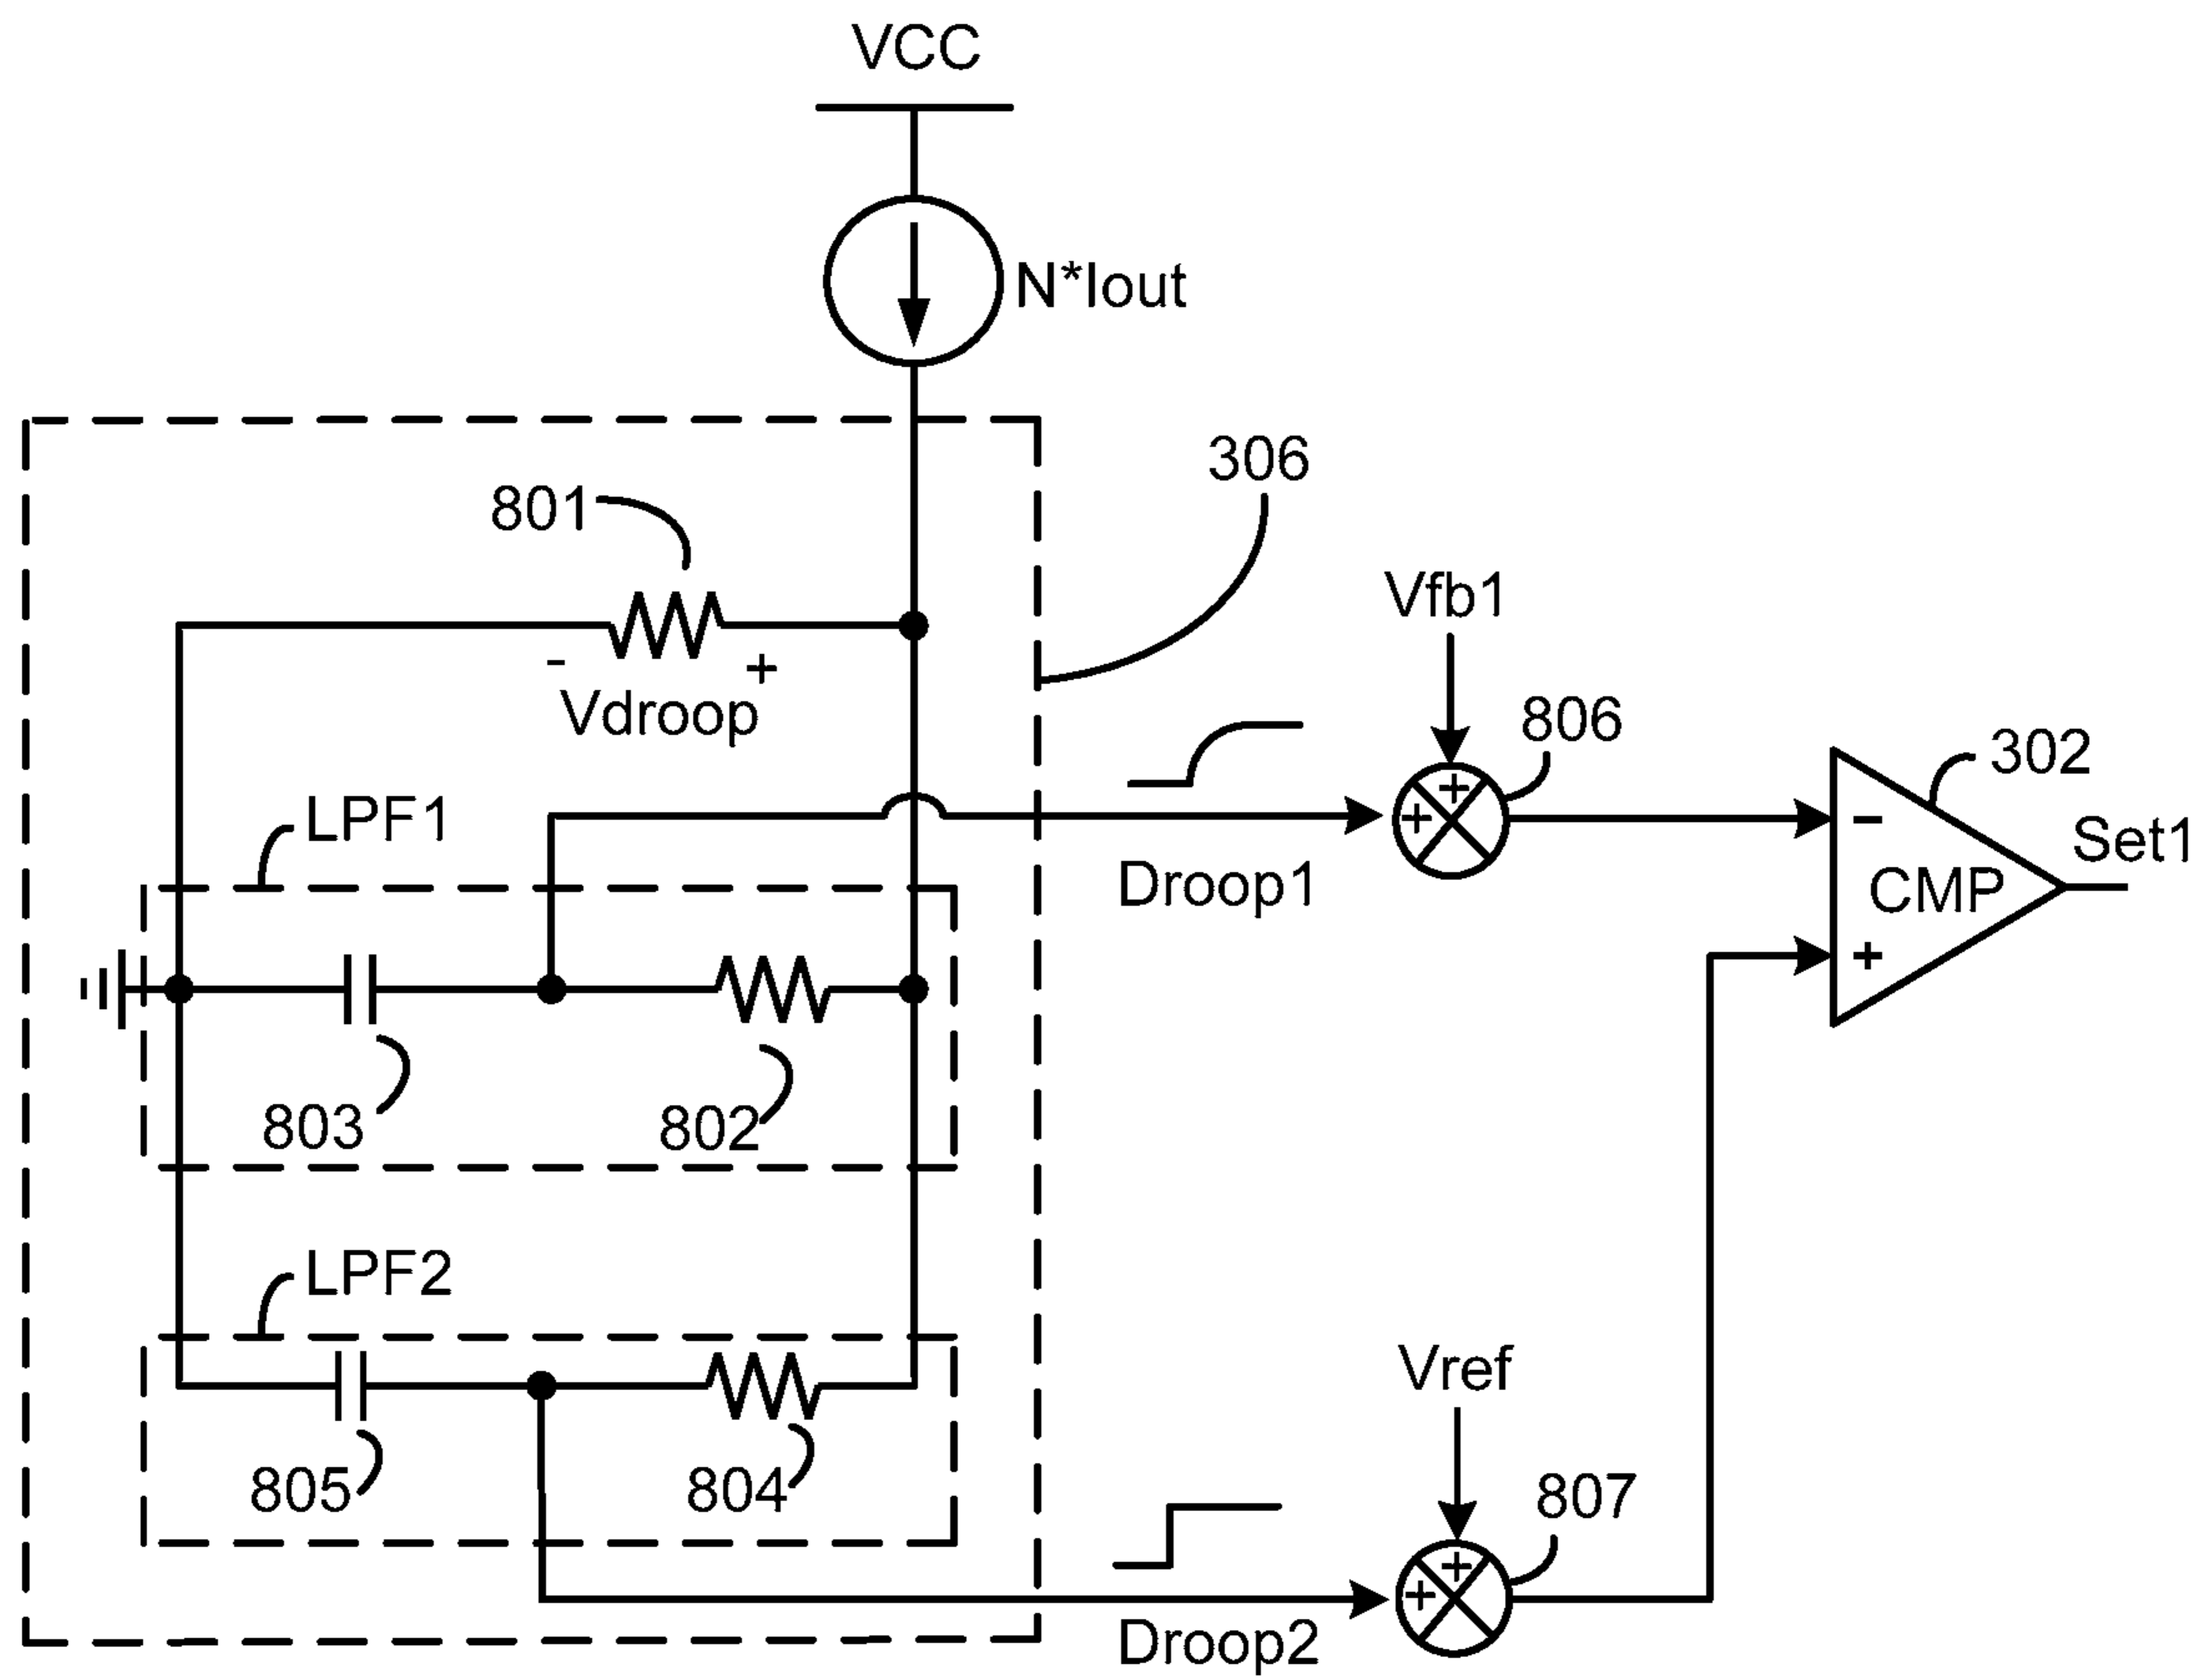 VCC
N*Iout
306
801
- +
Vdroop
Vfb1
806
302
LPF1
+
+
-
CMP
+
Set1
Droop1
803
802
LPF2
Vref
805
804
807
+
+
Droop2